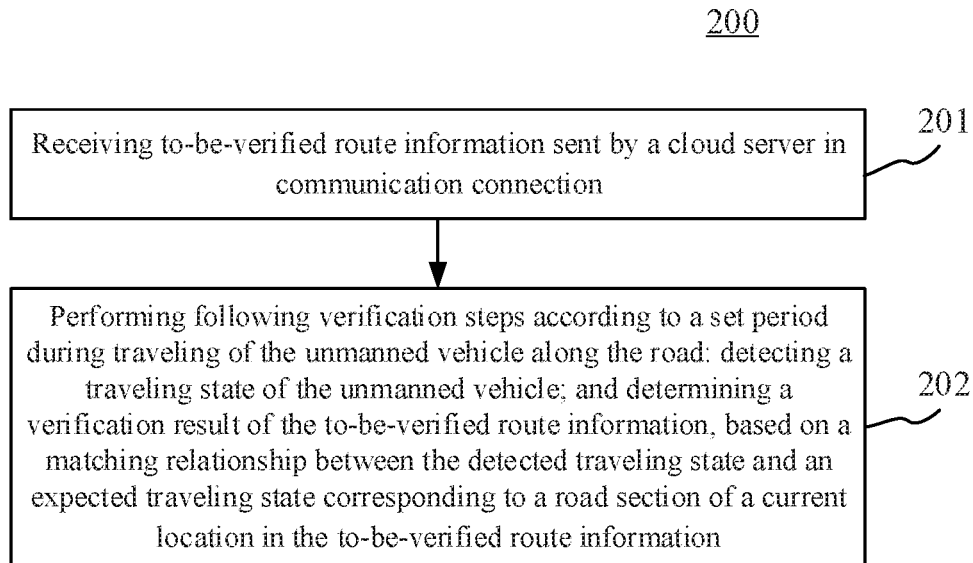 200
Receiving to-be-verified route information sent by a cloud server in
communication connection
201
Performing following verification steps according to a set period
during traveling of the unmanned vehicle along the road: detecting a
traveling state of the unmanned vehicle; and determining a
verification result of the to-be-verified route information, based on a
matching relationship between the detected traveling state and an
expected traveling state corresponding to a road section of a current
location in the to-be-verified route information
202